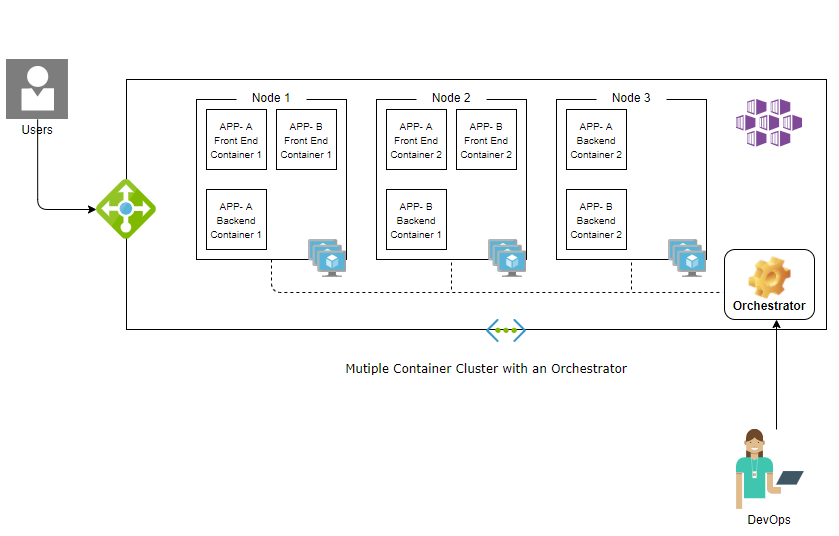 Users
Node 1
APP- A
Front End
Container 1
APP- B
Front End
Container 1
APP- A
Backend
Container 1
Node 2
APP- A
Front End
Container 2
APP- B
Front End
Container 2
APP- B
Backend
Container 1
Node 3
APP- A
Backend
Container 2
APP- B
Backend
Container 2
Orchestrator
Mutiple Container Cluster with an Orchestrator
DevOps